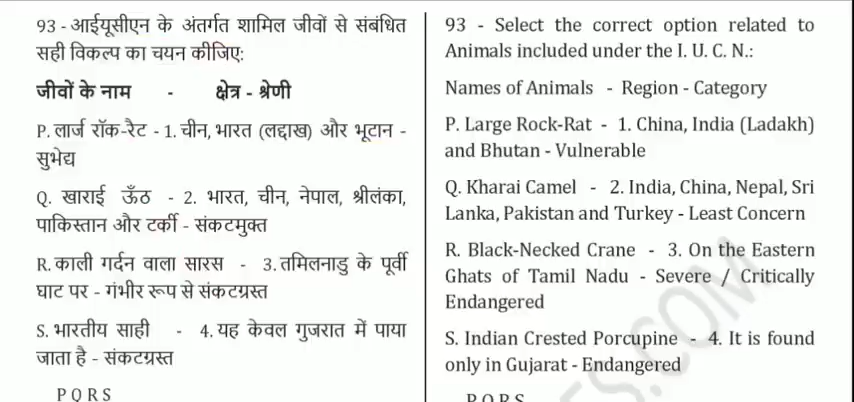 93 - आईयूसीएन के अंतर्गत शामिल जीवों से संबंधित
सही विकल्प का चयन कीजिए:
जीवों के नाम - क्षेत्र - श्रेणी
P. लार्ज रॉक-रैट - 1. चीन, भारत (लद्दाख) और भूटान -
सुभेद्य
Q. खाराई ऊँठ - 2. भारत, चीन, नेपाल, श्रीलंका,
पाकिस्तान और टर्की - संकटमुक्त
R. काली गर्दन वाला सारस - 3. तमिलनाडु के पूर्वी
घाट पर - गंभीर रूप से संकटग्रस्त
S. भारतीय साही - 4. यह केवल गुजरात में पाया
जाता है - संकटग्रस्त
P Q R S
93 - Select the correct option related to
Animals included under the I. U. C. N.:
Names of Animals - Region - Category
P. Large Rock-Rat - 1. China, India (Ladakh)
and Bhutan - Vulnerable
Q. Kharai Camel - 2. India, China, Nepal, Sri
Lanka, Pakistan and Turkey - Least Concern
R. Black-Necked Crane - 3. On the Eastern
Ghats of Tamil Nadu - Severe / Critically
Endangered
S. Indian Crested Porcupine - 4. It is found
only in Gujarat - Endangered
P Q R S